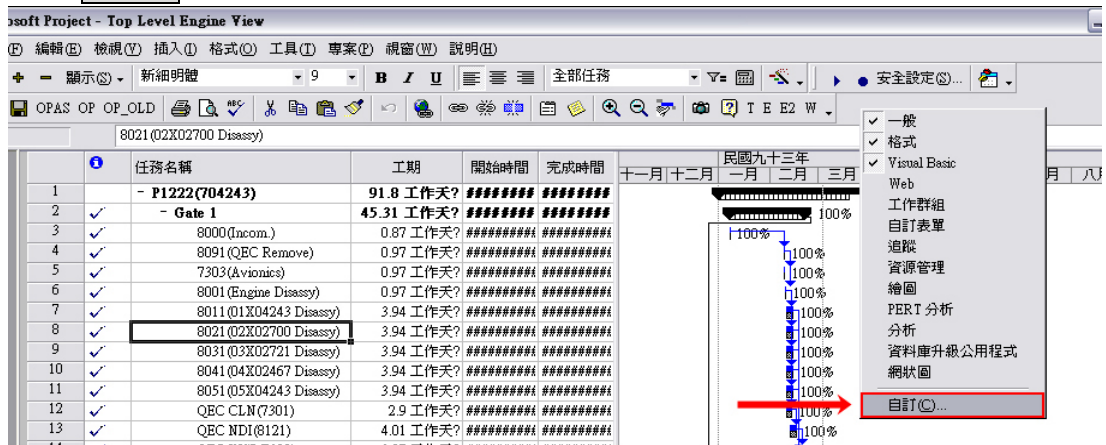 osoft Project - Top Level Engine View
(F) 編輯(E) 檢視(V) 插入(I) 格式(O) 工具(T) 專案(P) 視窗(W) 說明(H)
顯示(S) 新細明體 9 B I U 全部任務 安全設定(S)...
OPAS OP OP_OLD T E E2 W
8021(02X02700 Disassy)
任務名稱 工期 開始時間 完成時間 民國九十三年
十一月 十二月 一月 二月 三月 月 八月
1 - P1222(704243) 91.8 工作天? ######## ########
2 - Gate 1 45.31 工作天? ######## ######## 100%
3 8000(Incom.) 0.87 工作天? ######### ######### 100%
4 8091(QEC Remove) 0.97 工作天? ######### ######### 100%
5 7303(Avionics) 0.97 工作天? ######### ######### 100%
6 8001(Engine Disassy) 0.97 工作天? ######### ######### 100%
7 8011(01X04243 Disassy) 3.94 工作天? ######### ######### 100%
8 8021(02X02700 Disassy) 3.94 工作天? ######### ######### 100%
9 8031(03X02721 Disassy) 3.94 工作天? ######### ######### 100%
10 8041(04X02467 Disassy) 3.94 工作天? ######### ######### 100%
11 8051(05X04243 Disassy) 3.94 工作天? ######### ######### 100%
12 QEC CLN(7301) 2.9 工作天? ######### ######### 100%
13 QEC NDI(8121) 4.01 工作天? ######### ######### 100%
一般
格式
Visual Basic
Web
工作群組
自訂表單
追蹤
資源管理
繪圖
PERT 分析
分析
資料庫升級公用程式
網狀圖
自訂(C)...